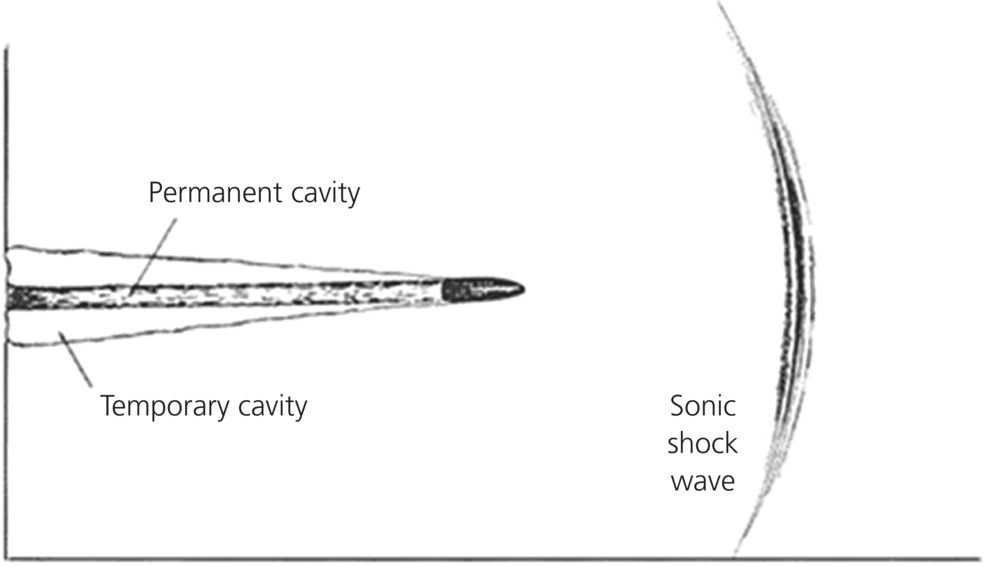 Permanent cavity
Temporary cavity
Sonic
shock
wave